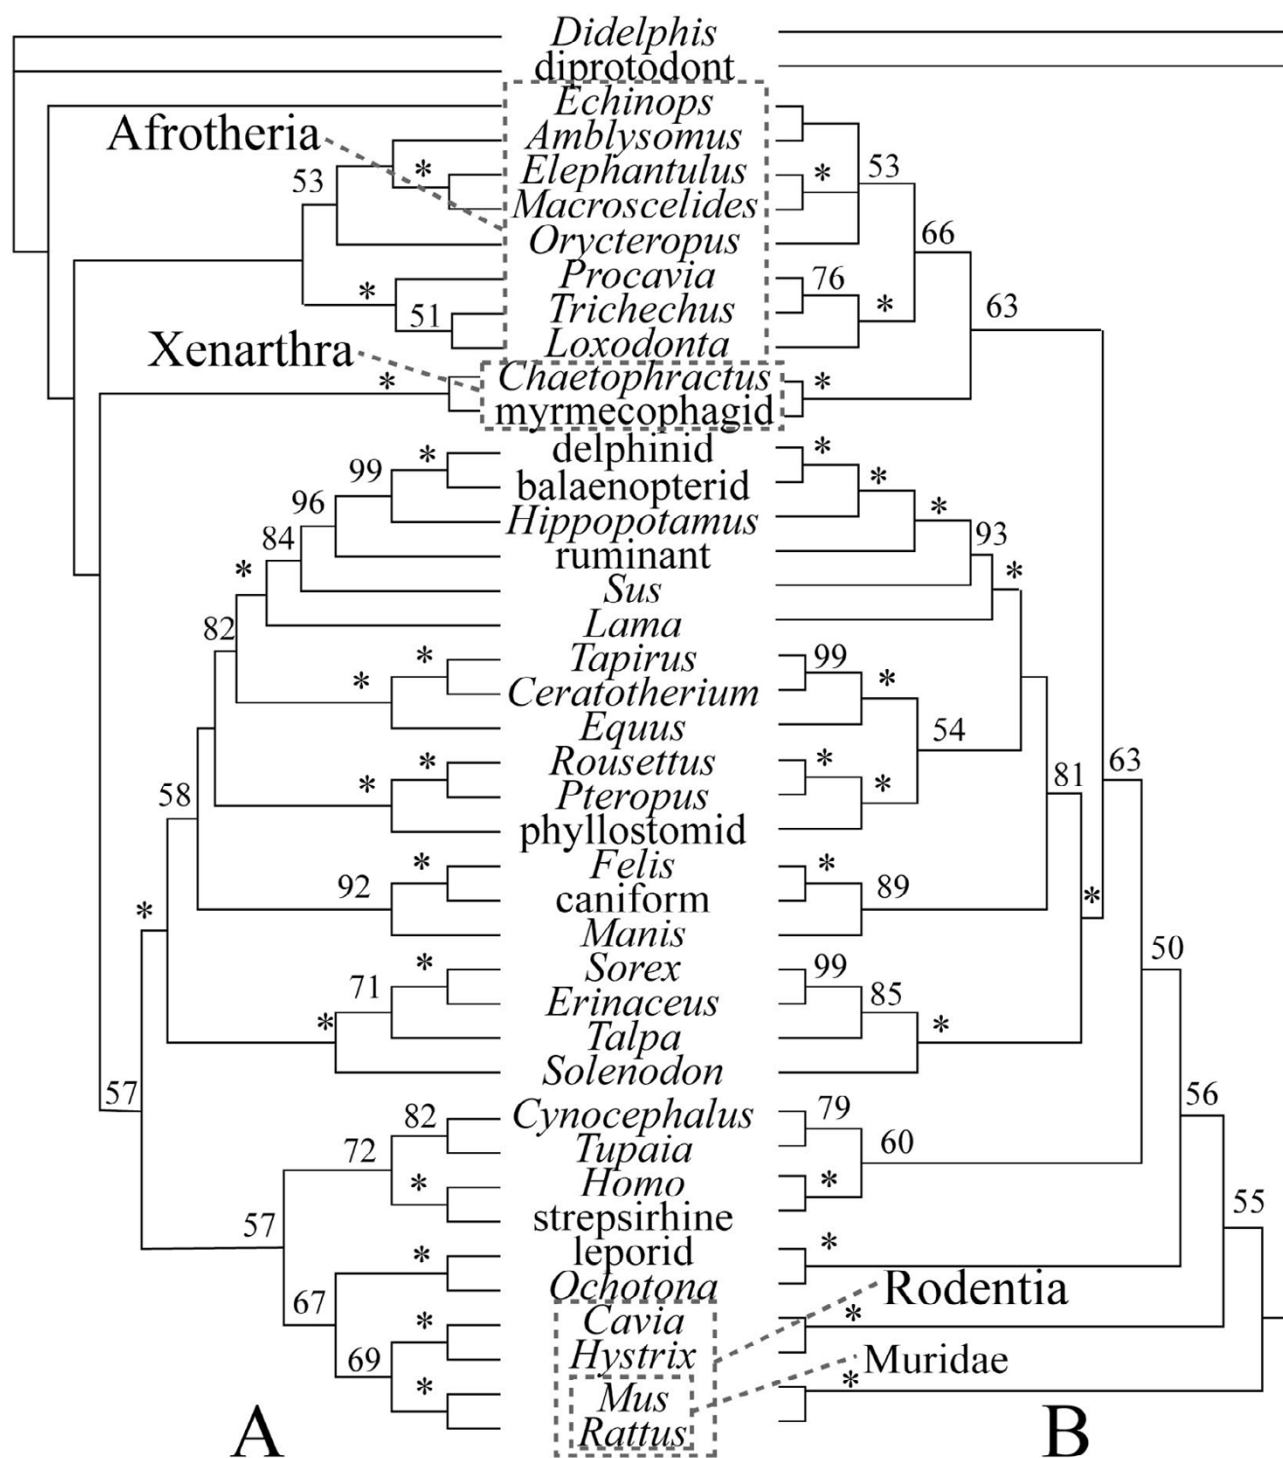 Didelphis
diprotodont
Echinops
Afrotheria
Amblysomus
*
Elephantulus
*
53
53
Macroscelides
Orycteropus
66
*
Procavia
76
Trichechus
*
51
63
Xenarthra
Loxodonta
*
Chaetophractus
*
myrmecophagid
*
delphinid
*
99
balaenopterid
*
96
Hippopotamus
*
84
ruminant
93
*
Sus
*
82
Lama
*
Tapirus
99
*
Ceratotherium
*
Equus
54
*
Rousettus
*
63
*
Pteropus
*
81
58
phyllostomid
*
Felis
*
92
caniform
89
*
*
Manis
50
*
Sorex
99
71
Erinaceus
85
*
Talpa
*
Solenodon
57
82
Cynocephalus
79
56
72
Tupaia
60
*
Homo
*
57
strepsirhine
55
*
leporid
*
67
Ochotona
Rodentia
*
Cavia
*
69
Hystrix
Muridae
*
Mus
*
A
Rattus
B